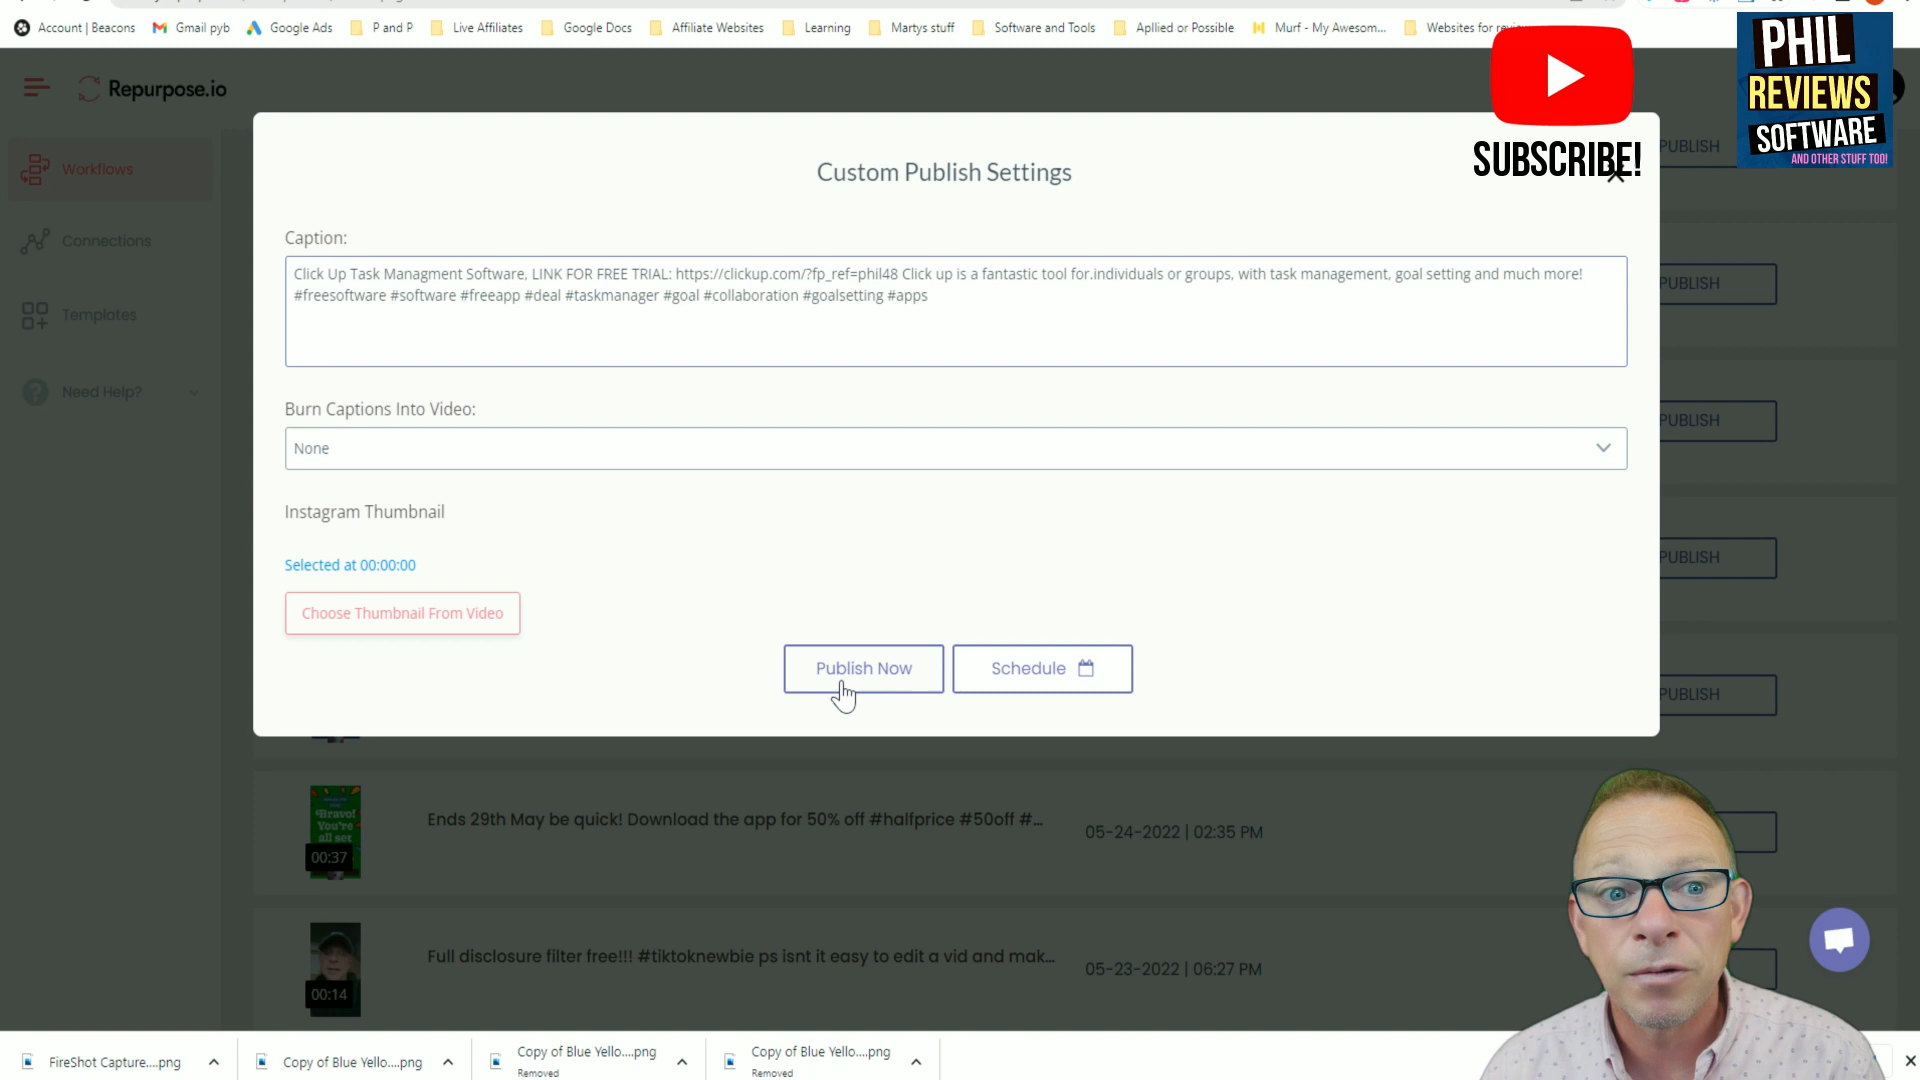 Account | Beacons
Gmail pyb
Google Ads
P and P
Live Affiliates
Google Docs
Affiliate Websites
Learning
Martys stuff
Software and Tools
Apllied or Possible
Murf - My Awesom...
Websites for
Repurpose.io
PHIL
REVIEWS
SOFTWARE
AND OTHER STUFF TOO!
SUBSCRIBE!
Workflows
Connections
Templates
Need Help?
Custom Publish Settings
Caption:
Click Up Task Managment Software, LINK FOR FREE TRIAL: https://clickup.com/?fp_ref=phil48 Click up is a fantastic tool for.individuals or groups, with task management, goal setting and much more!
#freesoftware #software #freeapp #deal #taskmanager #goal #collaboration #goalsetting #apps
Burn Captions Into Video:
None
Instagram Thumbnail
Selected at 00:00:00
Choose Thumbnail From Video
Publish Now
Schedule
PUBLISH
PUBLISH
PUBLISH
PUBLISH
PUBLISH
Bravo!
You're
all set
00:37
Ends 29th May be quick! Download the app for 50% off #halfprice #50off #...
05-24-2022 | 02:35 PM
00:14
Full disclosure filter free!!! #tiktoknewbie ps isnt it easy to edit a vid and mak...
05-23-2022 | 06:27 PM
FireShot Capture....png
Copy of Blue Yello....png
Copy of Blue Yello....png
Removed
Copy of Blue Yello....png
Removed